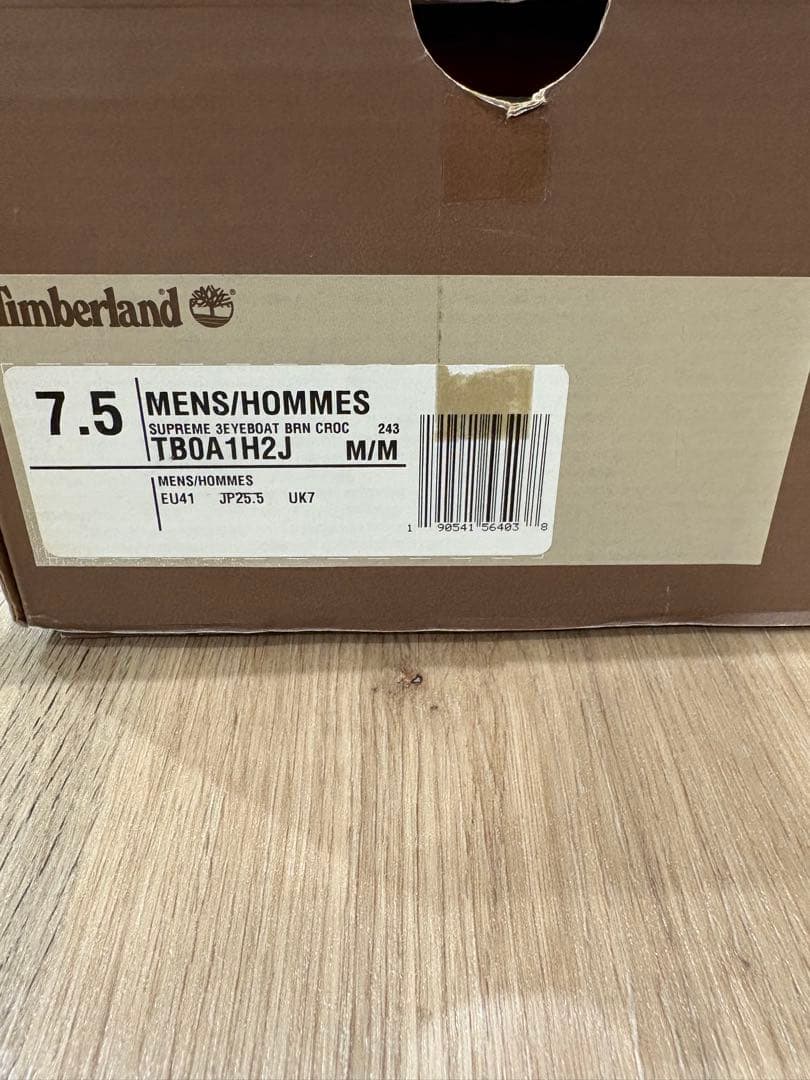 Timberland
7.5
MENS/HOMMES
SUPREME 3EYEBOAT BRN CROC 243
TB0A1H2J M/M
MENS/HOMMES
EU41 JP25.5 UK7
1 90541 56403 8